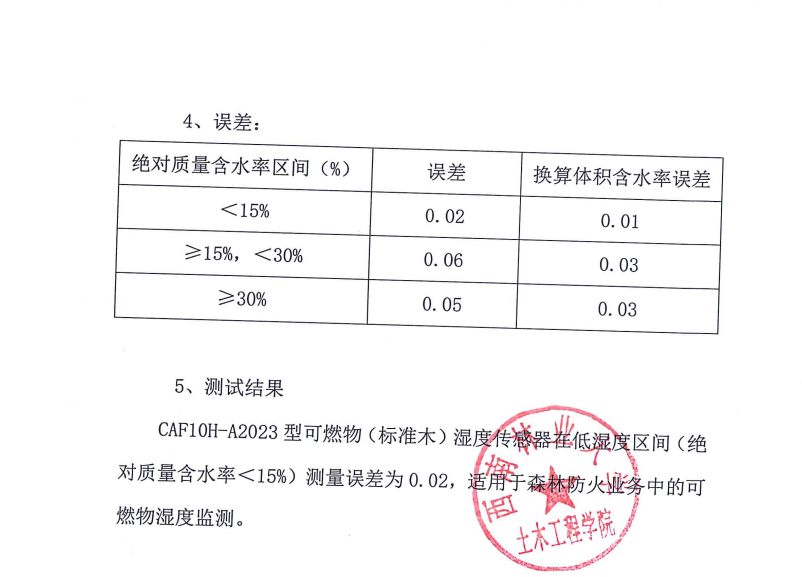 4、误差：
绝对质量含水率区间（%） 误差 换算体积含水率误差
＜15% 0.02 0.01
≥15%，＜30% 0.06 0.03
≥30% 0.05 0.03
5、测试结果
CAF10H-A2023 型可燃物（标准木）湿度传感器在低湿度区间（绝
对质量含水率＜15%）测量误差为 0.02，适用于森林防火业务中的可
燃物湿度监测。
西南林业大学
土木工程学院